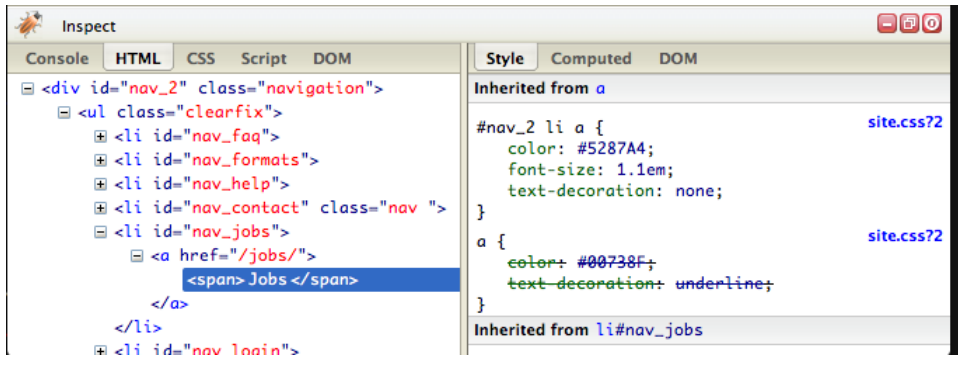 Inspect
Console HTML CSS Script DOM
<div id="nav_2" class="navigation">
<ul class="clearfix">
<li id="nav_faq">
<li id="nav_formats">
<li id="nav_help">
<li id="nav_contact" class="nav ">
<li id="nav_jobs">
<a href="/jobs/">
<span> Jobs </span>
</a>
</li>
<li id="nav_login">
Style Computed DOM
Inherited from a
#nav_2 li a { site.css?2
color: #5287A4;
font-size: 1.1em;
text-decoration: none;
}
a { site.css?2
color: #00738F;
text-decoration: underline;
}
Inherited from li#nav_jobs